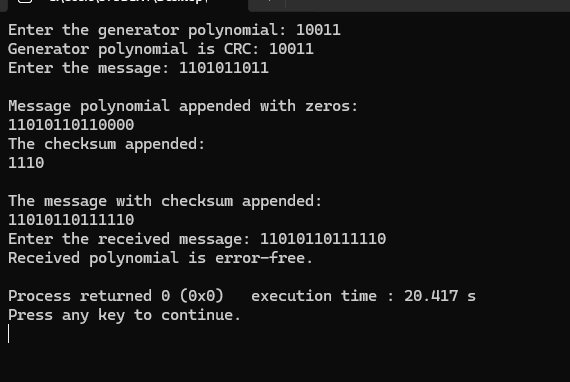 Enter the generator polynomial: 10011
Generator polynomial is CRC: 10011
Enter the message: 1101011011
Message polynomial appended with zeros:
11010110110000
The checksum appended:
1110
The message with checksum appended:
11010110111110
Enter the received message: 11010110111110
Received polynomial is error-free.
Process returned 0 (0x0)   execution time : 20.417 s
Press any key to continue.